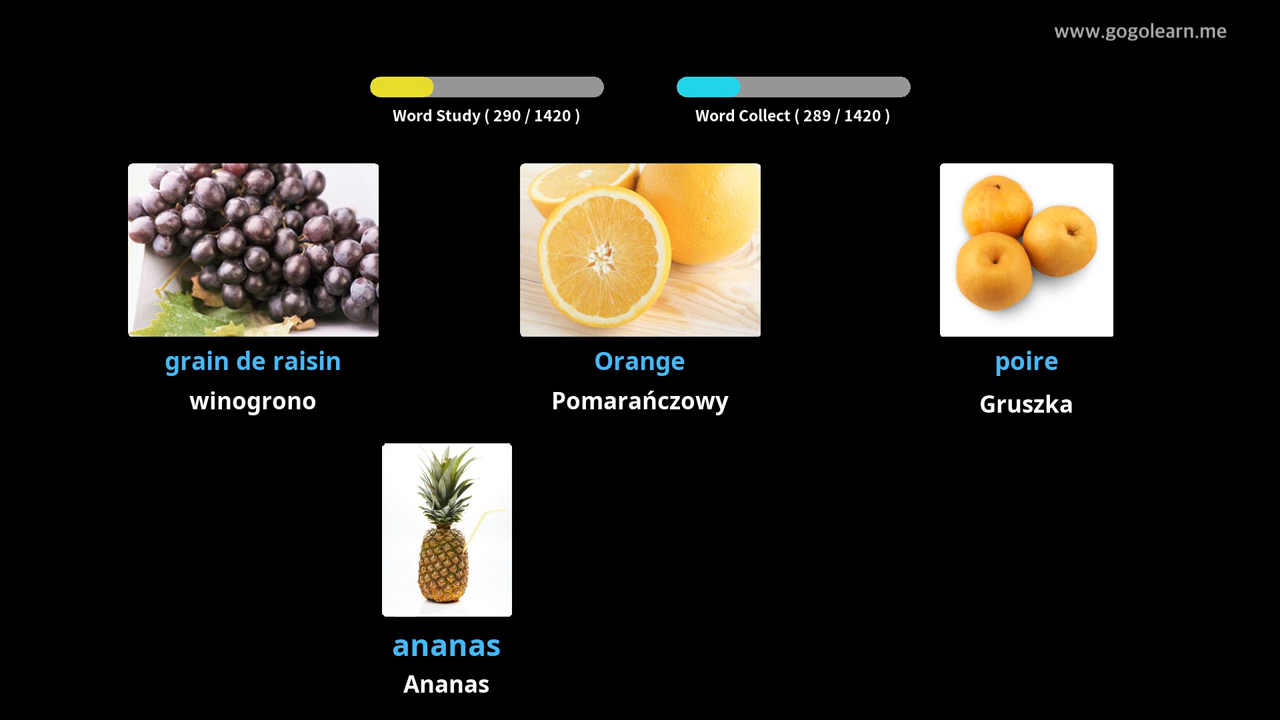 www.gogolearn.me
Word Study ( 290 / 1420 )
Word Collect ( 289 / 1420 )
grain de raisin
winogrono
Orange
Pomarańczowy
poire
Gruszka
ananas
Ananas